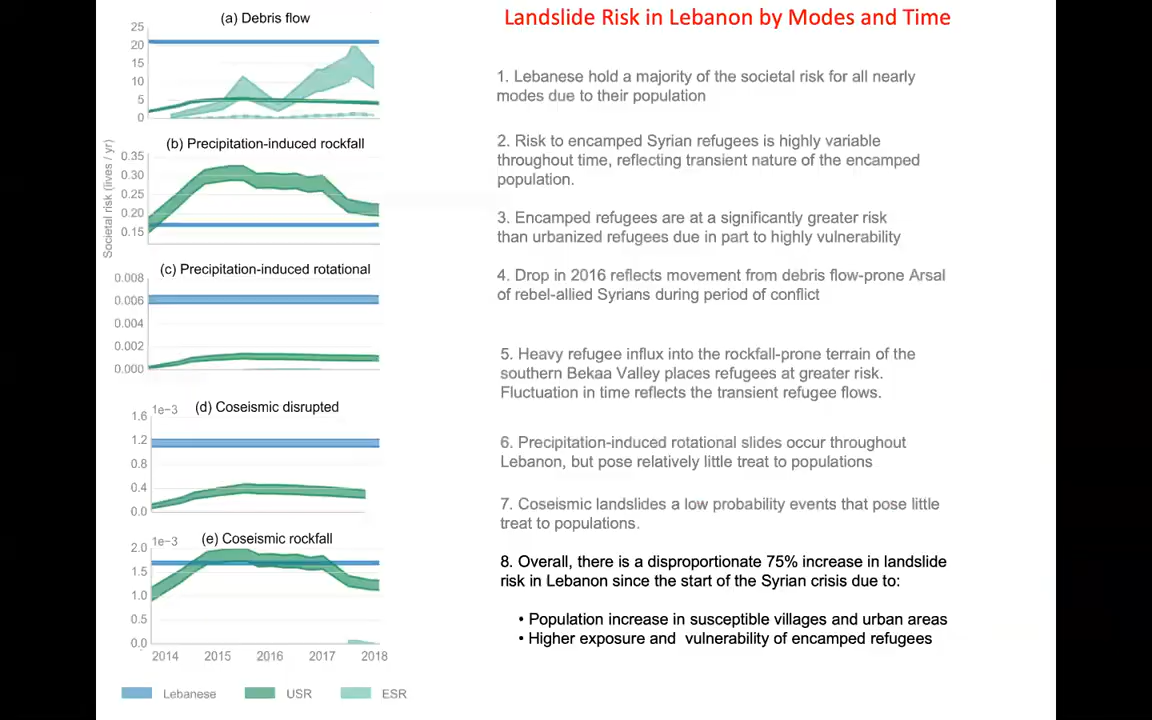 Landslide Risk in Lebanon by Modes and Time
(a) Debris flow
25
20
15
10
5
0
(b) Precipitation-induced rockfall
0.35
0.30
0.25
0.20
0.15
Societal risk (lives / yr)
(c) Precipitation-induced rotational
0.008
0.006
0.004
0.002
0.000
(d) Coseismic disrupted
1e-3
1.6
1.2
0.8
0.4
0.0
(e) Coseismic rockfall
1e-3
2.0
1.5
1.0
0.5
0.0
2014 2015 2016 2017 2018
Lebanese USR ESR
1. Lebanese hold a majority of the societal risk for all nearly
modes due to their population
2. Risk to encamped Syrian refugees is highly variable
throughout time, reflecting transient nature of the encamped
population.
3. Encamped refugees are at a significantly greater risk
than urbanized refugees due in part to highly vulnerability
4. Drop in 2016 reflects movement from debris flow-prone Arsal
of rebel-allied Syrians during period of conflict
5. Heavy refugee influx into the rockfall-prone terrain of the
southern Bekaa Valley places refugees at greater risk.
Fluctuation in time reflects the transient refugee flows.
6. Precipitation-induced rotational slides occur throughout
Lebanon, but pose relatively little treat to populations
7. Coseismic landslides a low probability events that pose little
treat to populations.
8. Overall, there is a disproportionate 75% increase in landslide
risk in Lebanon since the start of the Syrian crisis due to:
• Population increase in susceptible villages and urban areas
• Higher exposure and vulnerability of encamped refugees